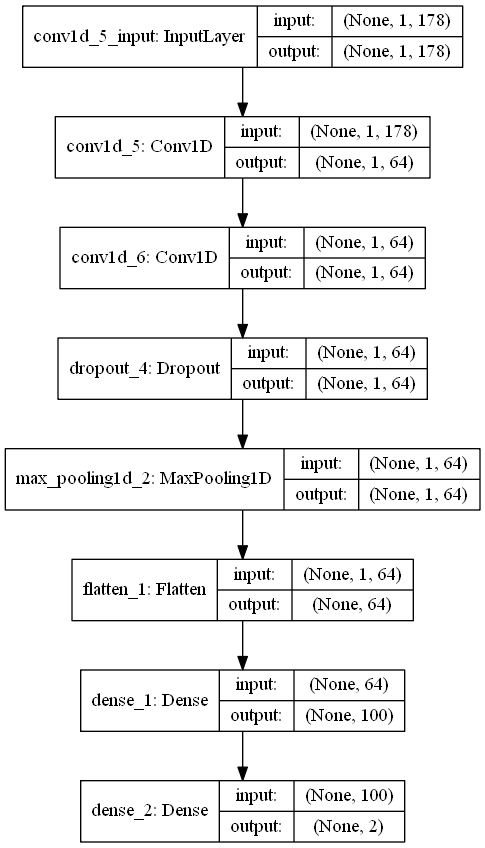 conv1d_5_input: InputLayer
input: (None, 1, 178)
output: (None, 1, 178)
conv1d_5: Conv1D
input: (None, 1, 178)
output: (None, 1, 64)
conv1d_6: Conv1D
input: (None, 1, 64)
output: (None, 1, 64)
dropout_4: Dropout
input: (None, 1, 64)
output: (None, 1, 64)
max_pooling1d_2: MaxPooling1D
input: (None, 1, 64)
output: (None, 1, 64)
flatten_1: Flatten
input: (None, 1, 64)
output: (None, 64)
dense_1: Dense
input: (None, 64)
output: (None, 100)
dense_2: Dense
input: (None, 100)
output: (None, 2)